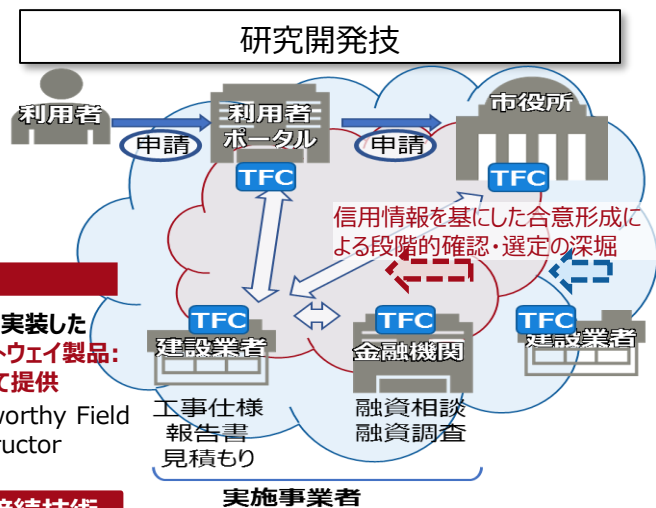 研究開発技
利用者
申請
利用者
ポータル
申請
市役所
TFC
TFC
信用情報を基にした合意形成に
よる段階的確認・選定の深堀
実装した
トウェイ製品:
て提供
worthy Field
ructor
TFC
建設業者
TFC
金融機関
TFC
建設業者
工事仕様
報告書
見積もり
融資相談
融資調査
実施事業者